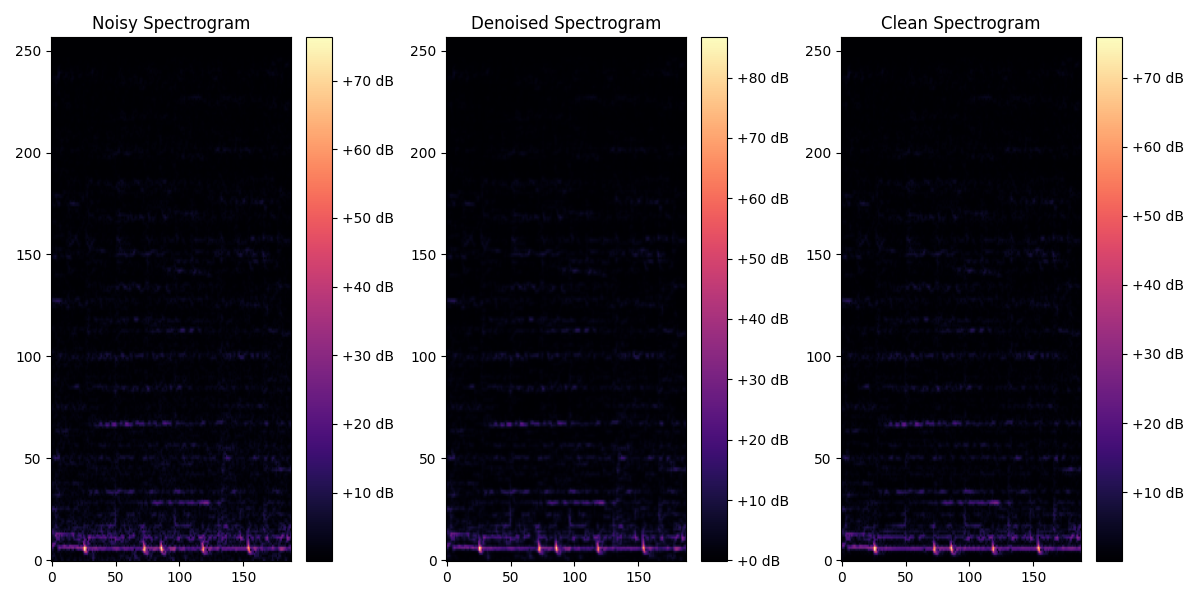 Noisy Spectrogram
250
200
150
100
50
0
0 50 100 150
+70 dB
+60 dB
+50 dB
+40 dB
+30 dB
+20 dB
+10 dB
Denoised Spectrogram
250
200
150
100
50
0
0 50 100 150
+80 dB
+70 dB
+60 dB
+50 dB
+40 dB
+30 dB
+20 dB
+10 dB
+0 dB
Clean Spectrogram
250
200
150
100
50
0
0 50 100 150
+70 dB
+60 dB
+50 dB
+40 dB
+30 dB
+20 dB
+10 dB